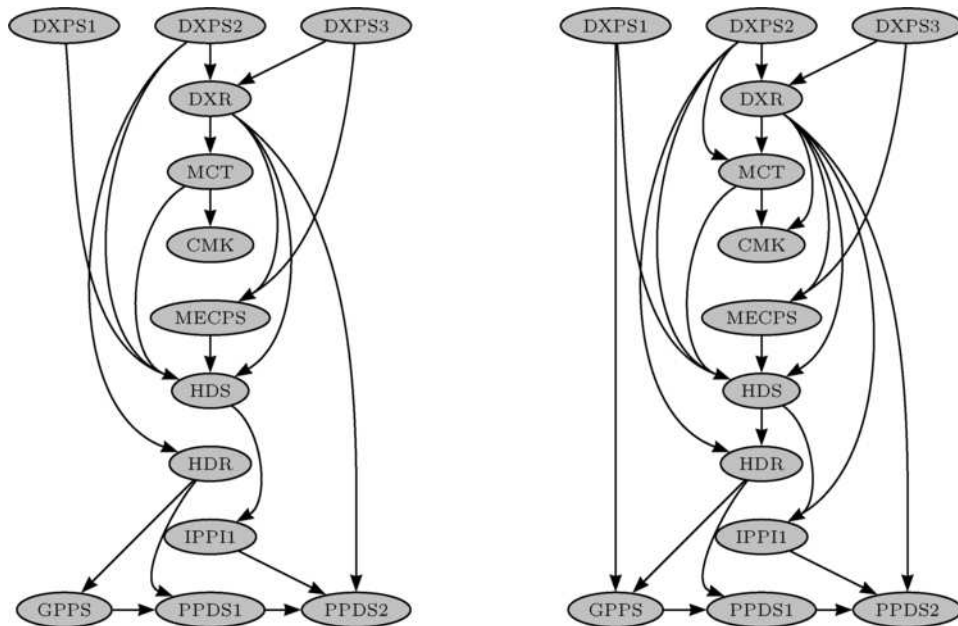 DXPS1 DXPS2 DXPS3
DXR
MCT
CMK
MECPS
HDS
HDR
IPPI1
GPPS PPDS1 PPDS2
DXPS1 DXPS2 DXPS3
DXR
MCT
CMK
MECPS
HDS
HDR
IPPI1
GPPS PPDS1 PPDS2